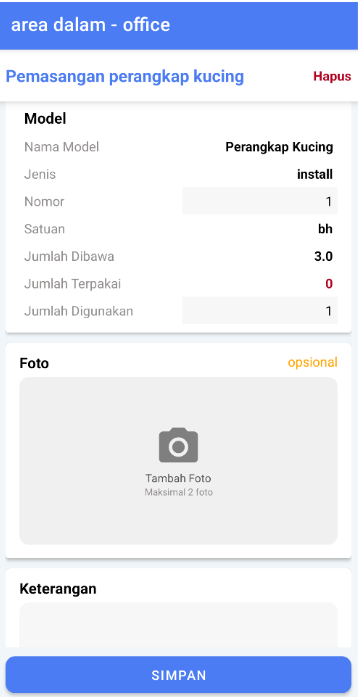 area dalam - office
Pemasangan perangkap kucing Hapus
Model
Nama Model Perangkap Kucing
Jenis install
Nomor 1
Satuan bh
Jumlah Dibawa 3.0
Jumlah Terpakai 0
Jumlah Digunakan 1
Foto opsional
Tambah Foto
Maksimal 2 foto
Keterangan
SIMPAN